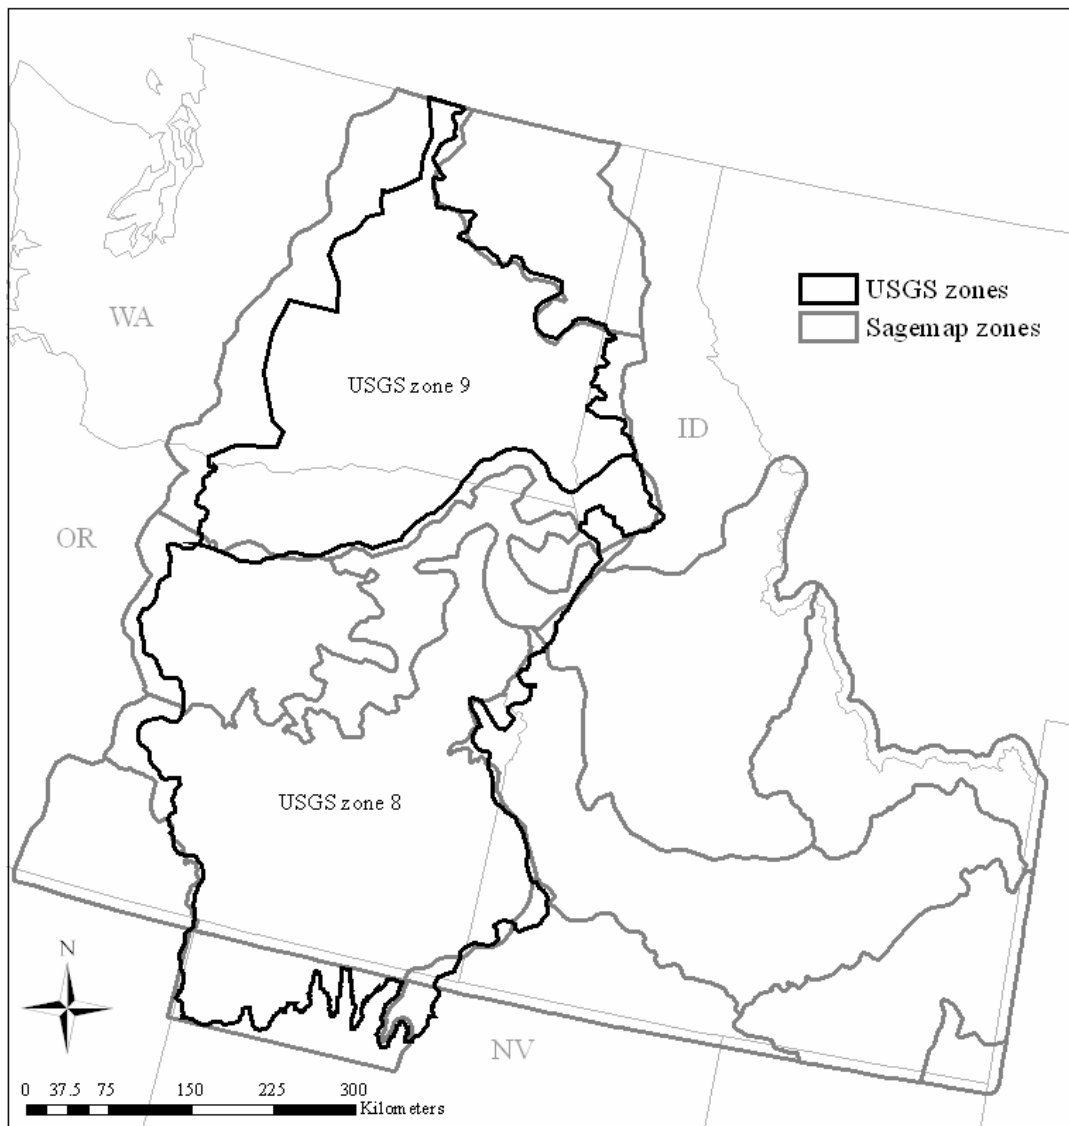 WA
USGS zones
Sagemap zones
USGS zone 9
ID
OR
USGS zone 8
N
NV
0 37.5 75 150 225 300
Kilometers